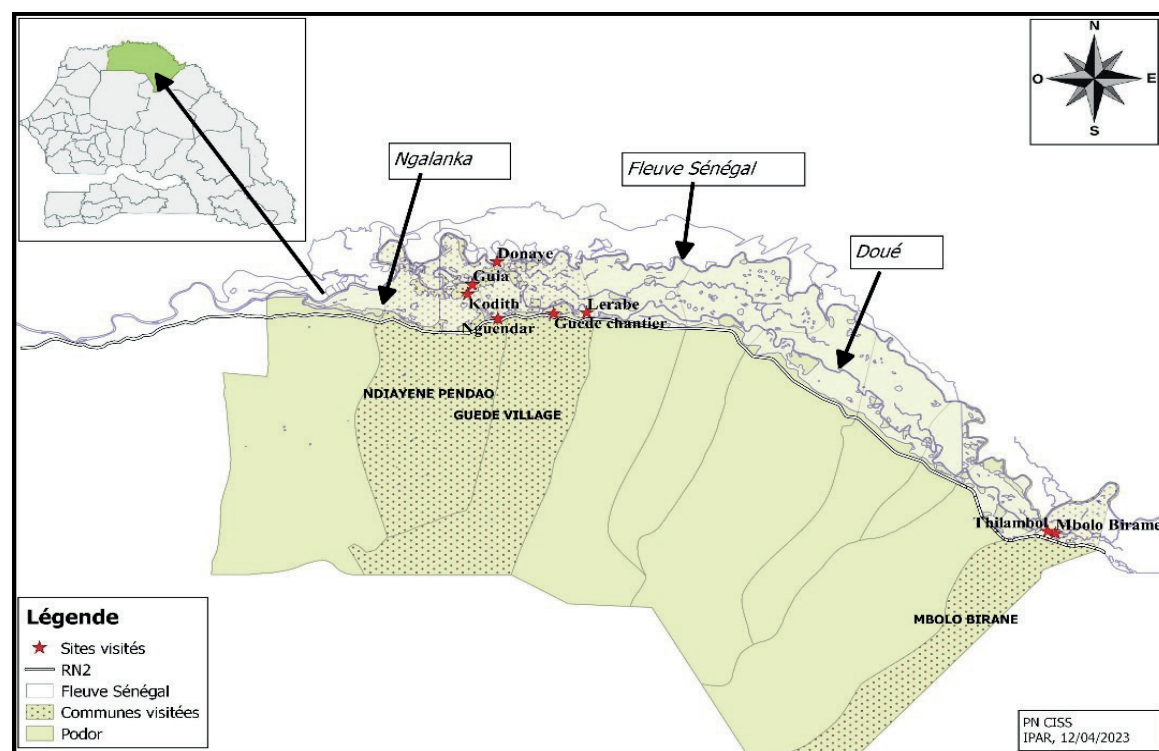 N
O
E
S
Ngalanka
Fleuve Sénégal
Doué
Donaye
Guia
Kodith
Lerabe
Nguendar
Guede chantier
NDIAYENE PENDAO
GUEDE VILLAGE
Thilambol
Mbolo Birame
MBOLO BIRANE
Légende
Sites visités
RN2
Fleuve Sénégal
Communes visitées
Podor
PN CISS
IPAR, 12/04/2023